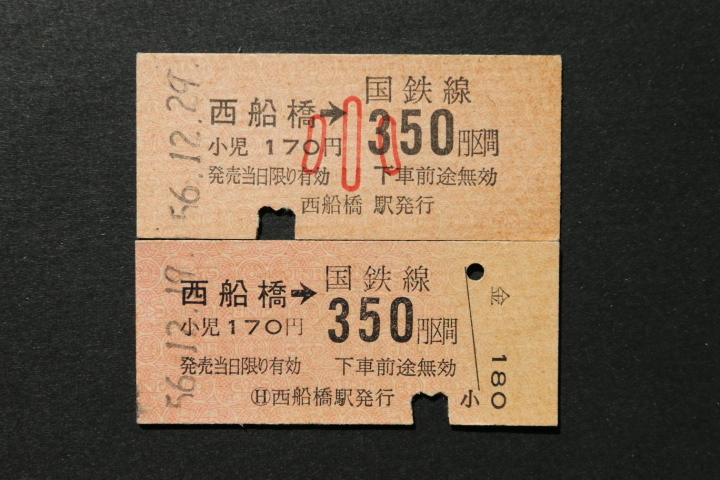 56.12.29.
国鉄線
西船橋→350円区間
小児 170円
小
発売当日限り有効 下車前途無効
西船橋 駅発行
56.12.19.
国鉄線
西船橋→350円区間
小児170円
発売当日限り有効 下車前途無効
Ⓗ西船橋駅発行
小
金 180